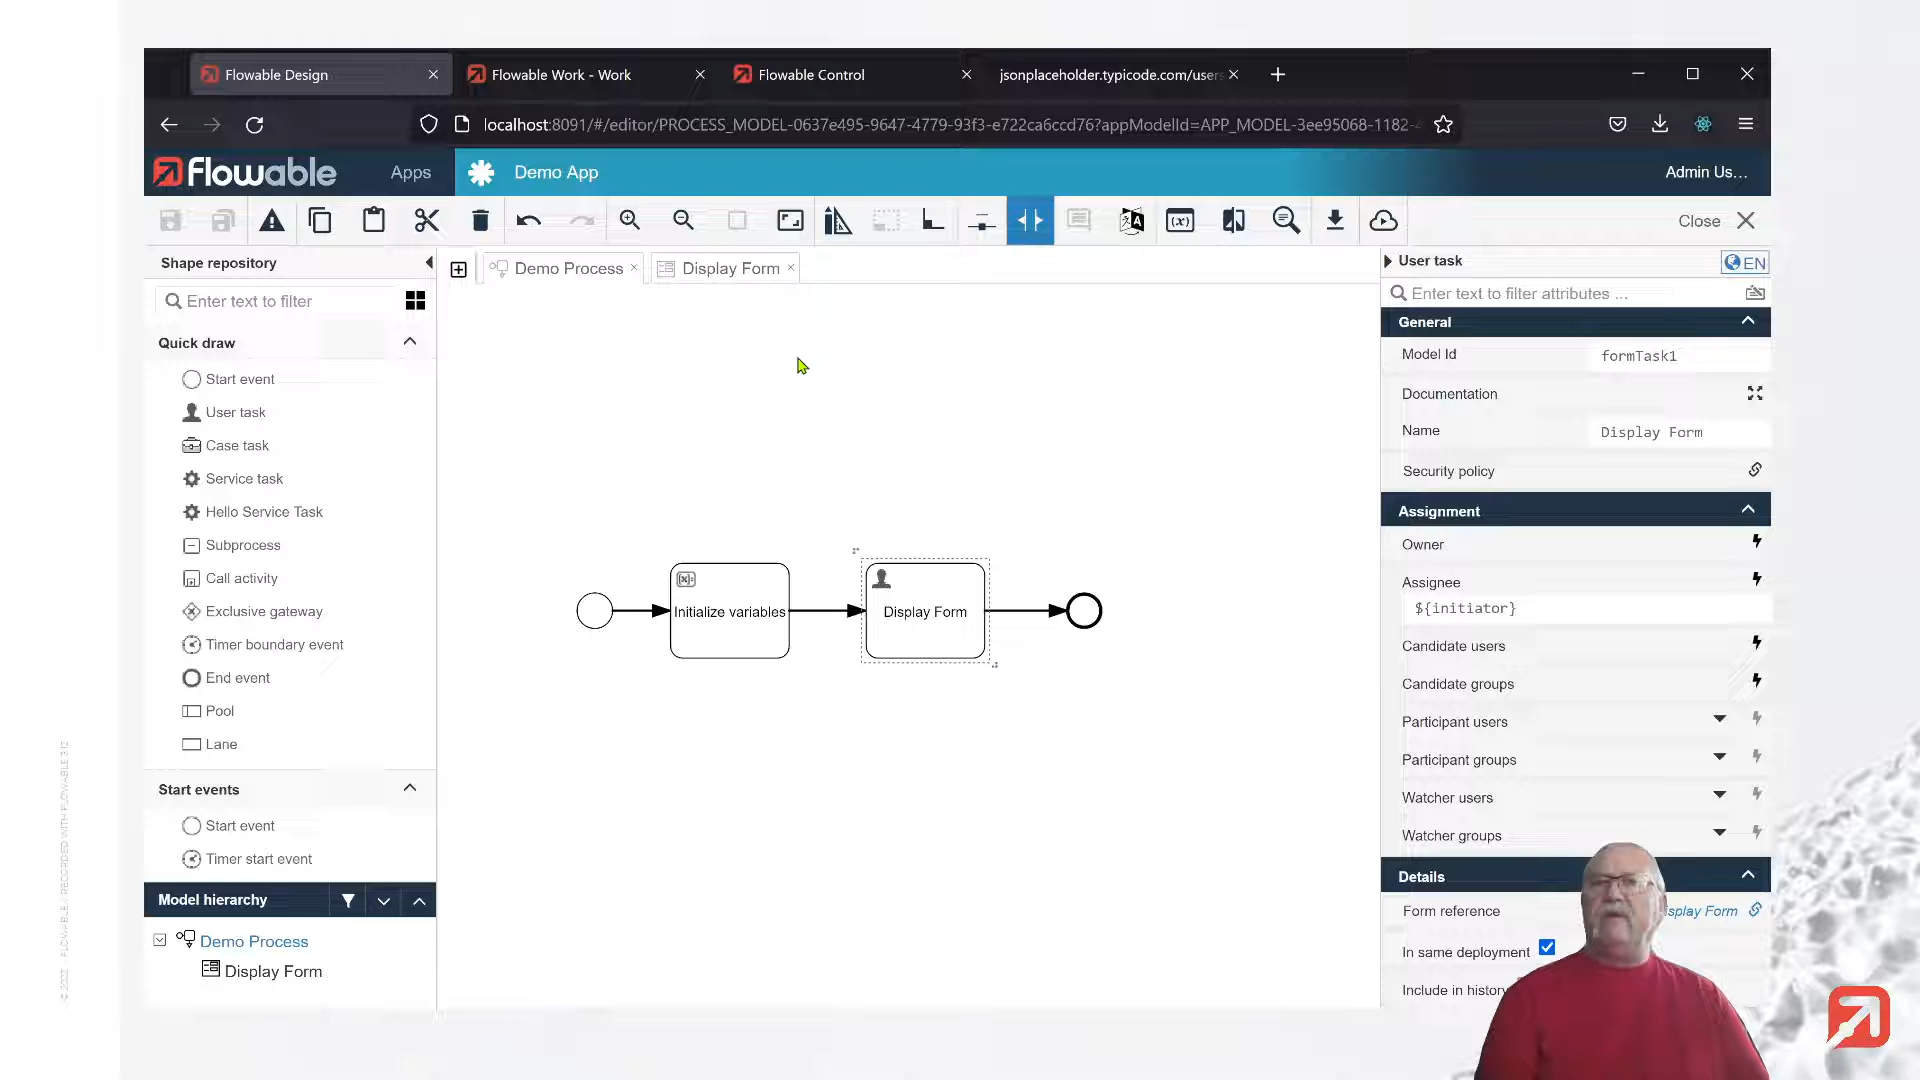 Flowable Design
Flowable Work - Work
Flowable Control
jsonplaceholder.typicode.com/users
localhost:8091/#/editor/PROCESS_MODEL-0637e495-9647-4779-93f3-e722ca6ccd76?appModelId=APP_MODEL-3ee95068-1182-
flowable
Apps
Demo App
Admin Us...
Close
Shape repository
Demo Process
Display Form
User task
EN
Enter text to filter
Enter text to filter attributes ...
Quick draw
Start event
User task
Case task
Service task
Hello Service Task
Subprocess
Call activity
Exclusive gateway
Timer boundary event
End event
Pool
Lane
Start events
Start event
Timer start event
Model hierarchy
Demo Process
Display Form
Initialize variables
Display Form
General
Model Id
formTask1
Documentation
Name
Display Form
Security policy
Assignment
Owner
Assignee
${initiator}
Candidate users
Candidate groups
Participant users
Participant groups
Watcher users
Watcher groups
Details
Form reference
splay Form
In same deployment
Include in history